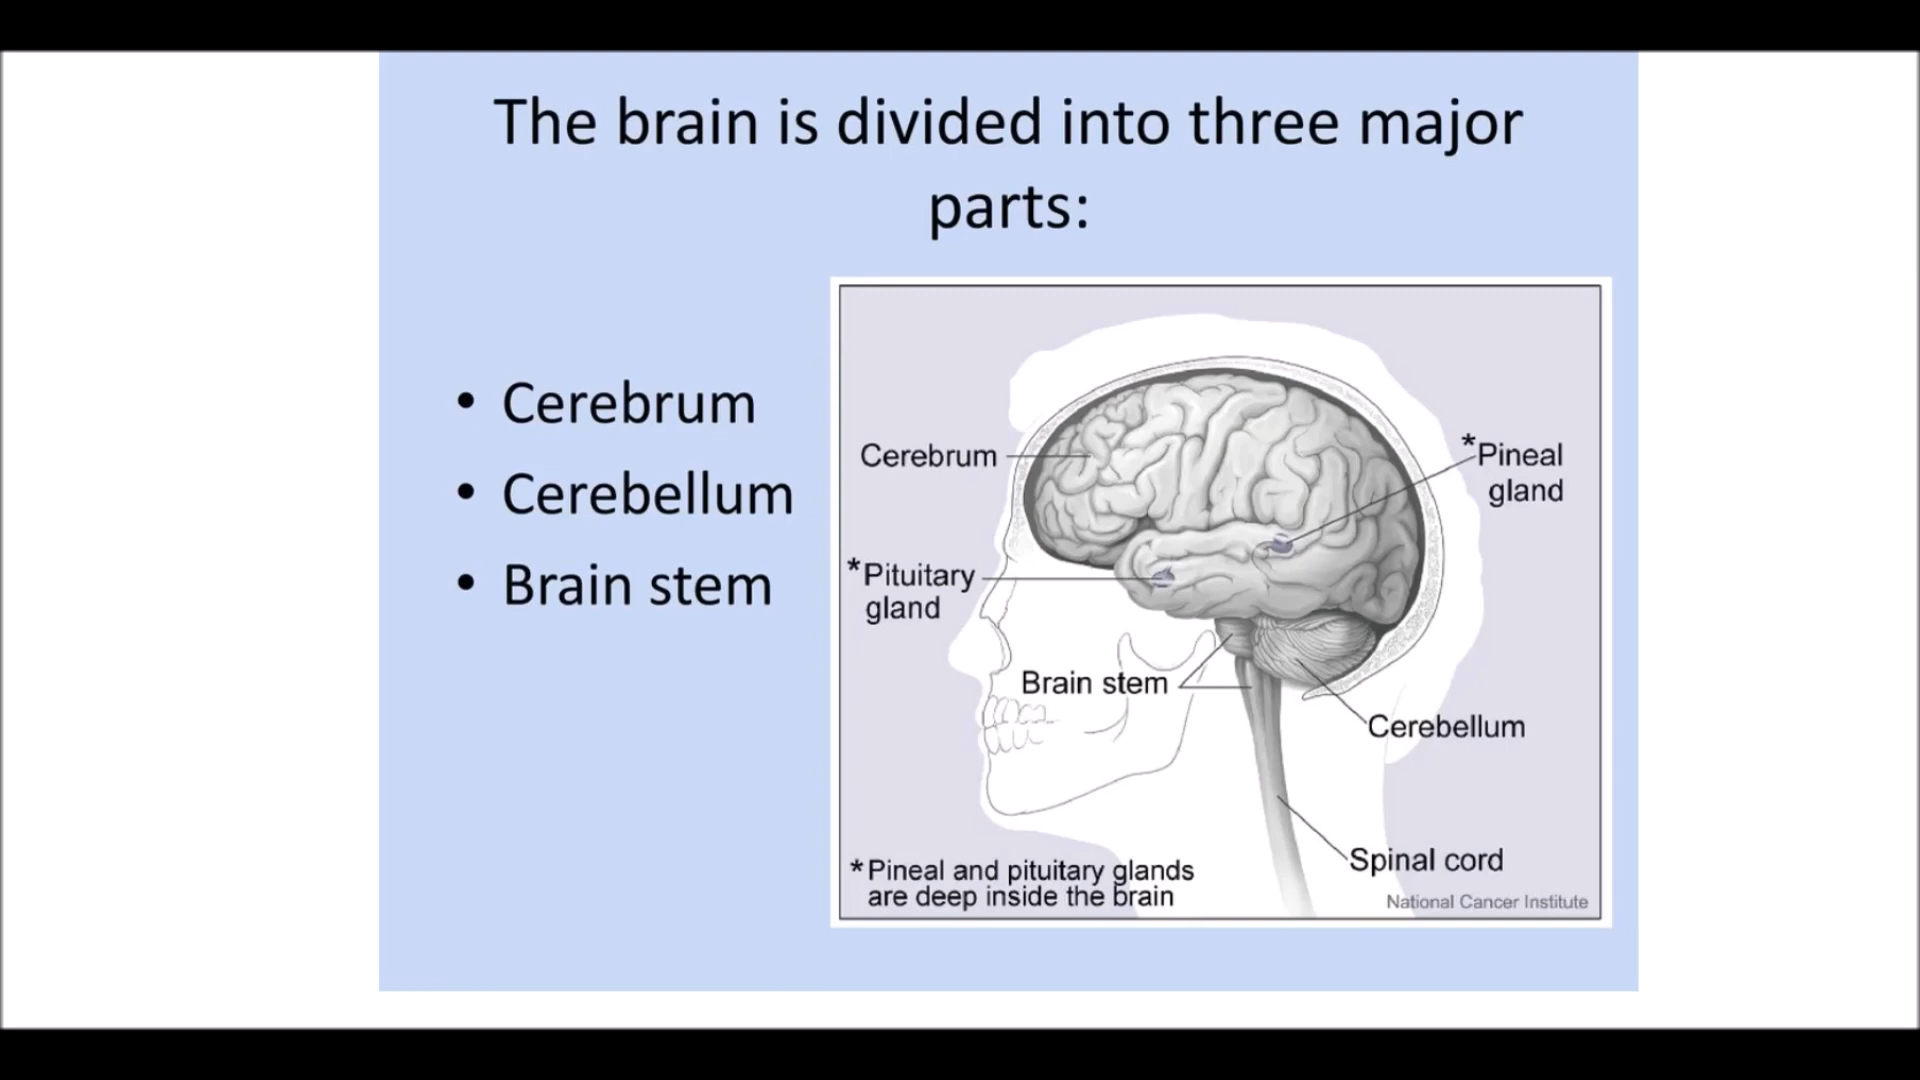 The brain is divided into three major
parts:
• Cerebrum
• Cerebellum
• Brain stem
Cerebrum
*Pineal
gland
*Pituitary
gland
Brain stem
Cerebellum
Spinal cord
*Pineal and pituitary glands
are deep inside the brain
National Cancer Institute